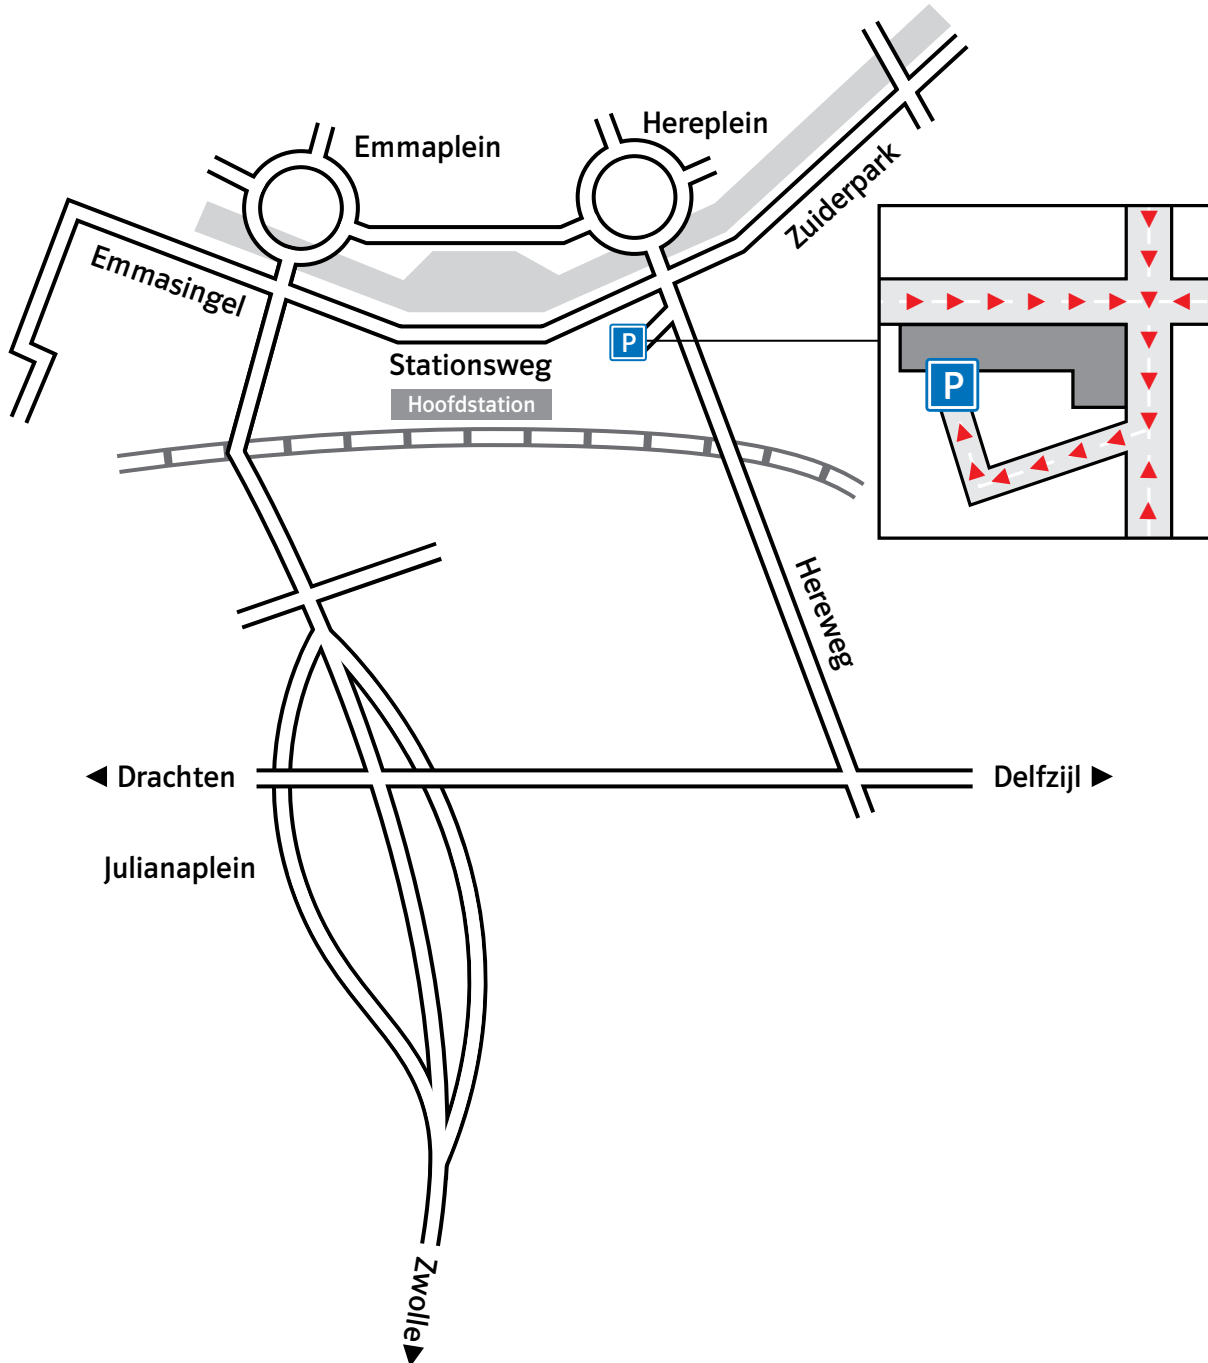 Hereplein
Emmaplein
Zuiderpark
Emmasingel
P
Stationsweg
P
Hoofdstation
Hereweg
Drachten
Delfzijl
Julianaplein
Zwolle